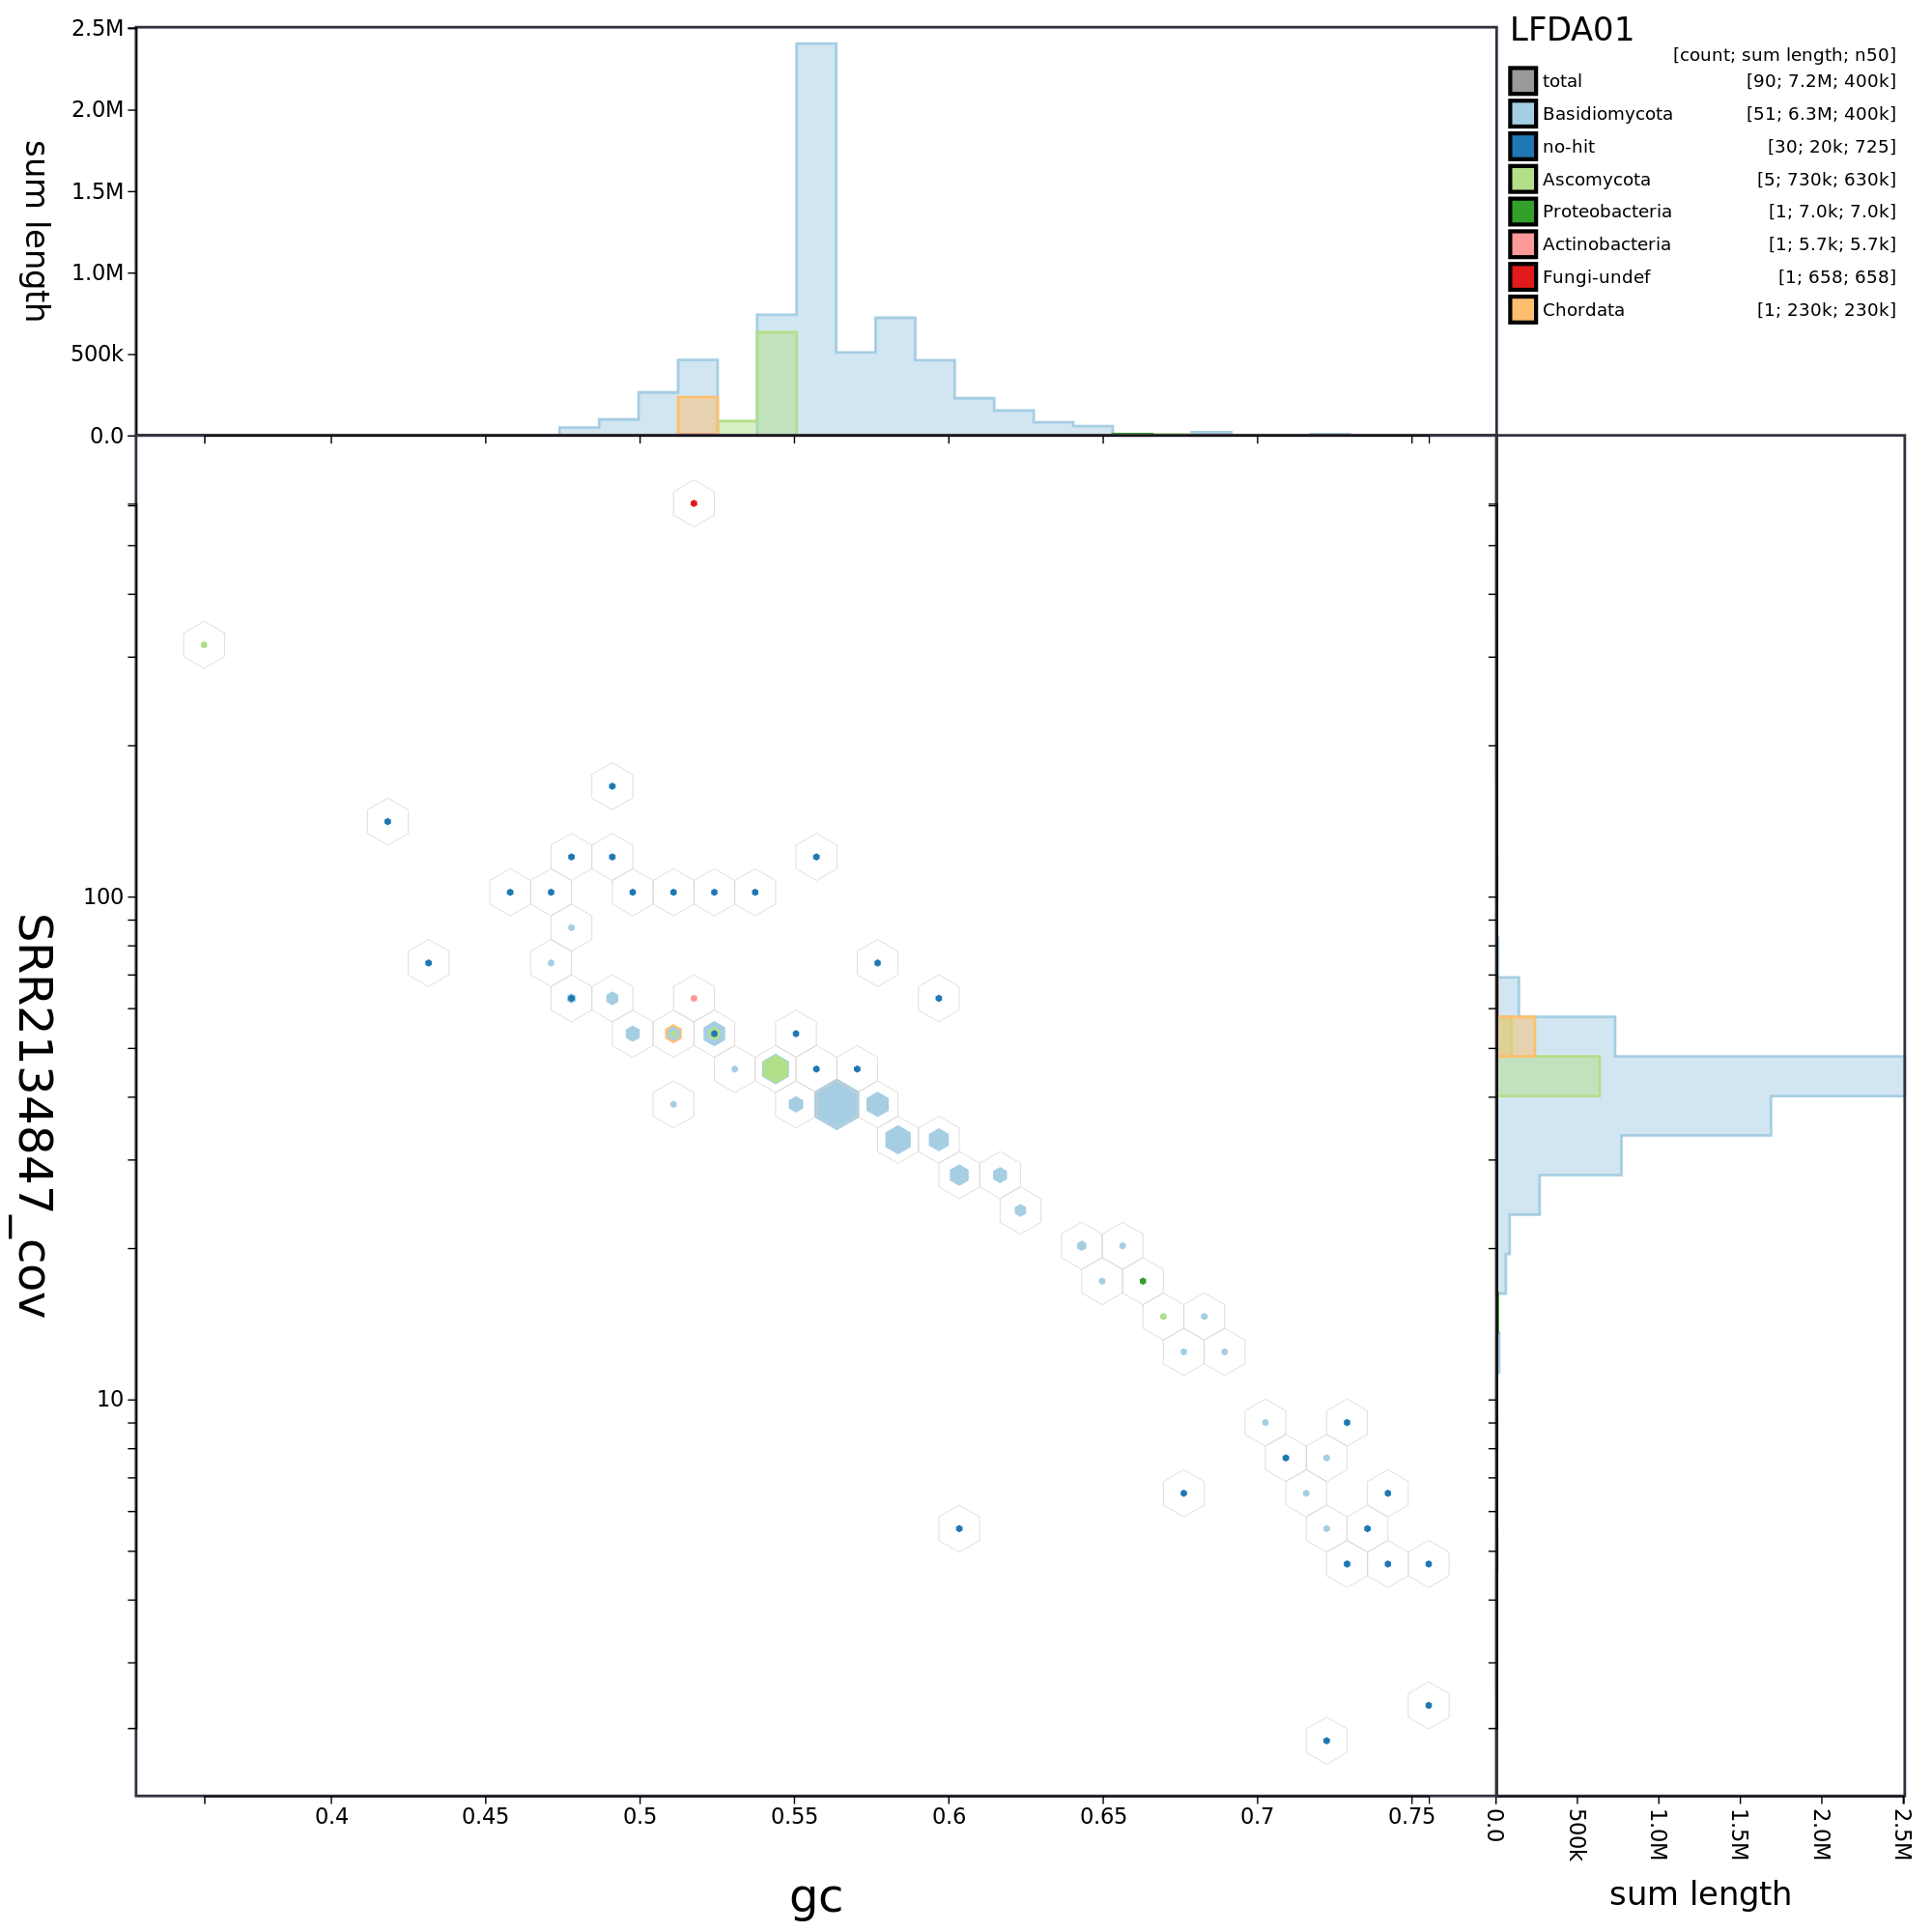 LFDA01
[count; sum length; n50]
total [90; 7.2M; 400k]
Basidiomycota [51; 6.3M; 400k]
no-hit [30; 20k; 725]
Ascomycota [5; 730k; 630k]
Proteobacteria [1; 7.0k; 7.0k]
Actinobacteria [1; 5.7k; 5.7k]
Fungi-undef [1; 658; 658]
Chordata [1; 230k; 230k]
2.5M
2.0M
1.5M
1.0M
500k
0.0
sum length
100
10
SRR2134847_cov
0.4 0.45 0.5 0.55 0.6 0.65 0.7 0.75
gc
0.0 500k 1.0M 1.5M 2.0M 2.5M
sum length